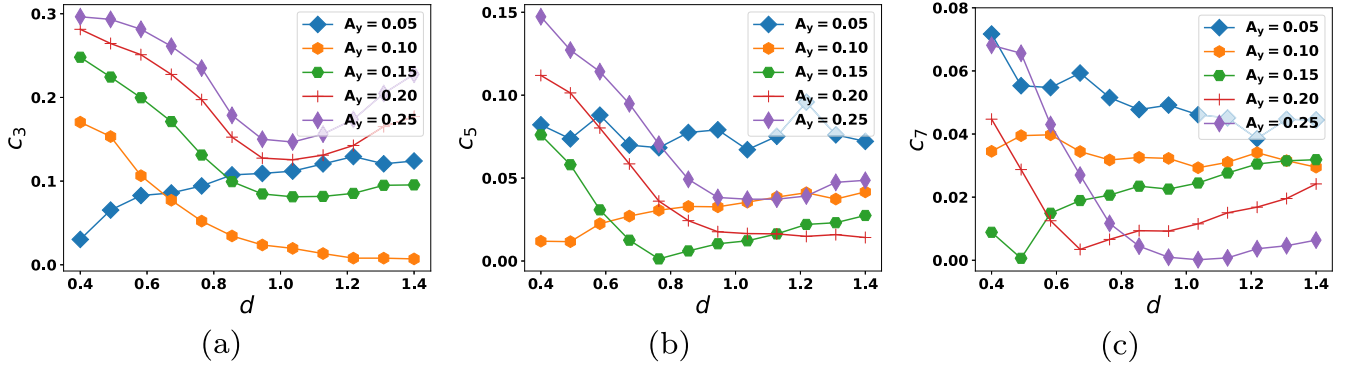 0.3
0.2
0.1
0.0
c3
0.4 0.6 0.8 1.0 1.2 1.4
d
Ay = 0.05
Ay = 0.10
Ay = 0.15
Ay = 0.20
Ay = 0.25
(a)
0.15
0.10
0.05
0.00
c5
0.4 0.6 0.8 1.0 1.2 1.4
d
Ay = 0.05
Ay = 0.10
Ay = 0.15
Ay = 0.20
Ay = 0.25
(b)
0.08
0.06
0.04
0.02
0.00
c7
0.4 0.6 0.8 1.0 1.2 1.4
d
Ay = 0.05
Ay = 0.10
Ay = 0.15
Ay = 0.20
Ay = 0.25
(c)